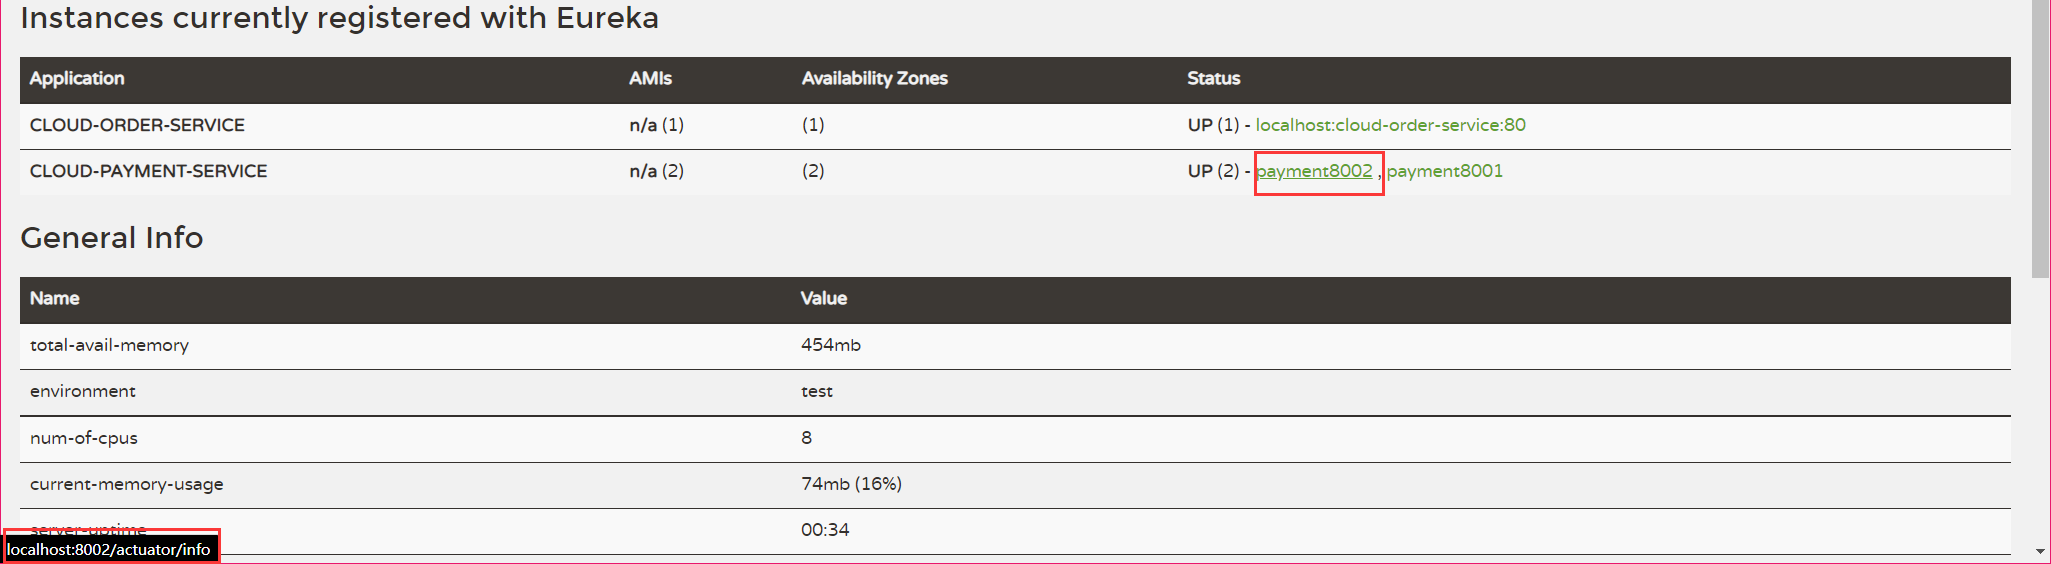 Instances currently registered with Eureka
Application AMIs Availability Zones Status
CLOUD-ORDER-SERVICE n/a (1) (1) UP (1) - localhost:cloud-order-service:80
CLOUD-PAYMENT-SERVICE n/a (2) (2) UP (2) - payment8002 , payment8001
General Info
Name Value
total-avail-memory 454mb
environment test
num-of-cpus 8
current-memory-usage 74mb (16%)
server-uptime 00:34
localhost:8002/actuator/info